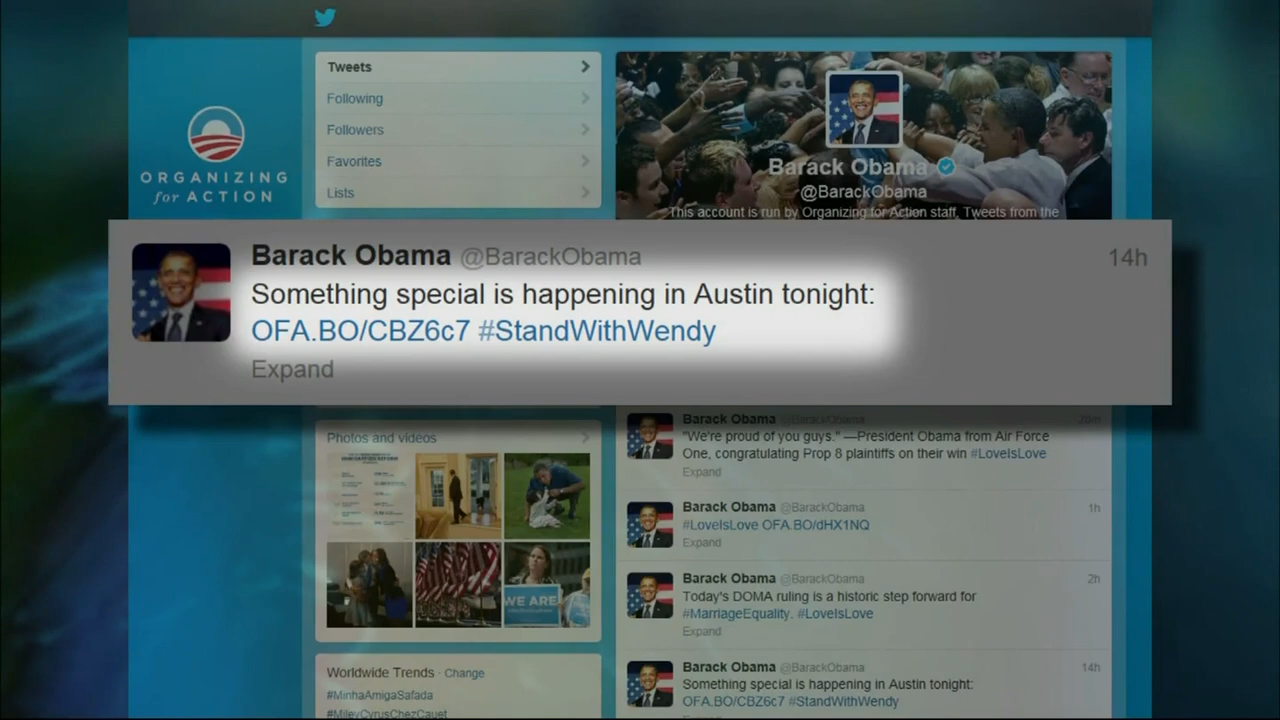 ORGANIZING
for ACTION
Tweets
Following
Followers
Favorites
Lists
Barack Obama
@BarackObama
This account is run by Organizing for Action staff. Tweets from the
Barack Obama @BarackObama 14h
Something special is happening in Austin tonight:
OFA.BO/CBZ6c7 #StandWithWendy
Expand
Photos and videos
WE ARE
Worldwide Trends · Change
#MinhaAmigaSafada
#MileyCyrusChezCauet
Barack Obama @BarackObama
"We're proud of you guys." —President Obama from Air Force
One, congratulating Prop 8 plaintiffs on their win #LoveIsLove
Expand
Barack Obama @BarackObama 1h
#LoveIsLove OFA.BO/dHX1NQ
Expand
Barack Obama @BarackObama 2h
Today's DOMA ruling is a historic step forward for
#MarriageEquality. #LoveIsLove
Expand
Barack Obama @BarackObama 14h
Something special is happening in Austin tonight:
OFA.BO/CBZ6c7 #StandWithWendy